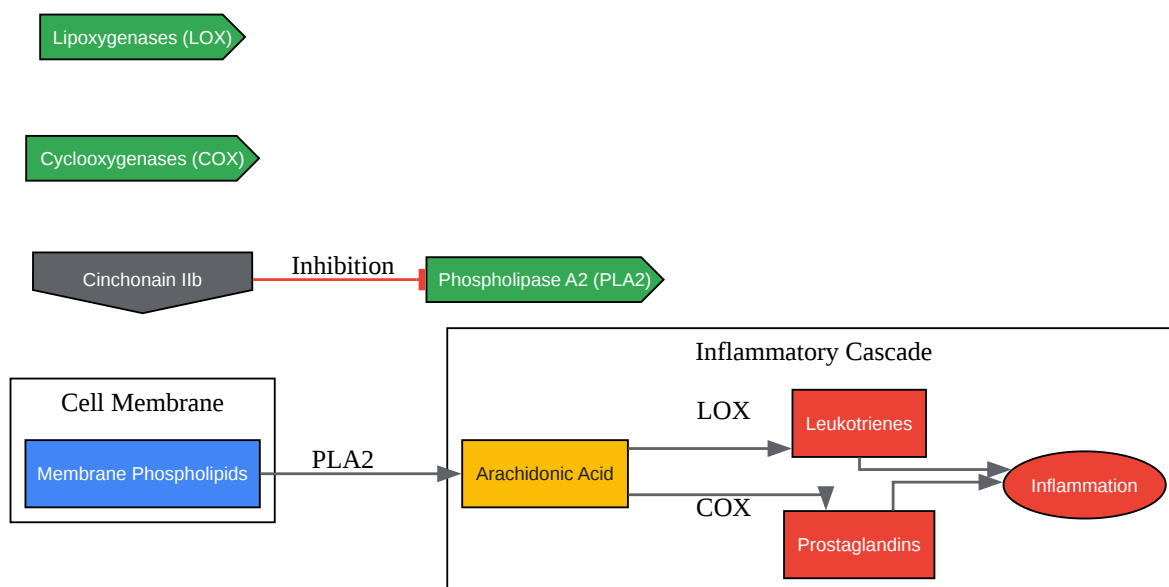 Lipoxygenases (LOX)
Cyclooxygenases (COX)
Cinchonain IIb
Inhibition
Phospholipase A2 (PLA2)
Inflammatory Cascade
Cell Membrane
Membrane Phospholipids
PLA2
Arachidonic Acid
LOX
COX
Leukotrienes
Prostaglandins
Inflammation